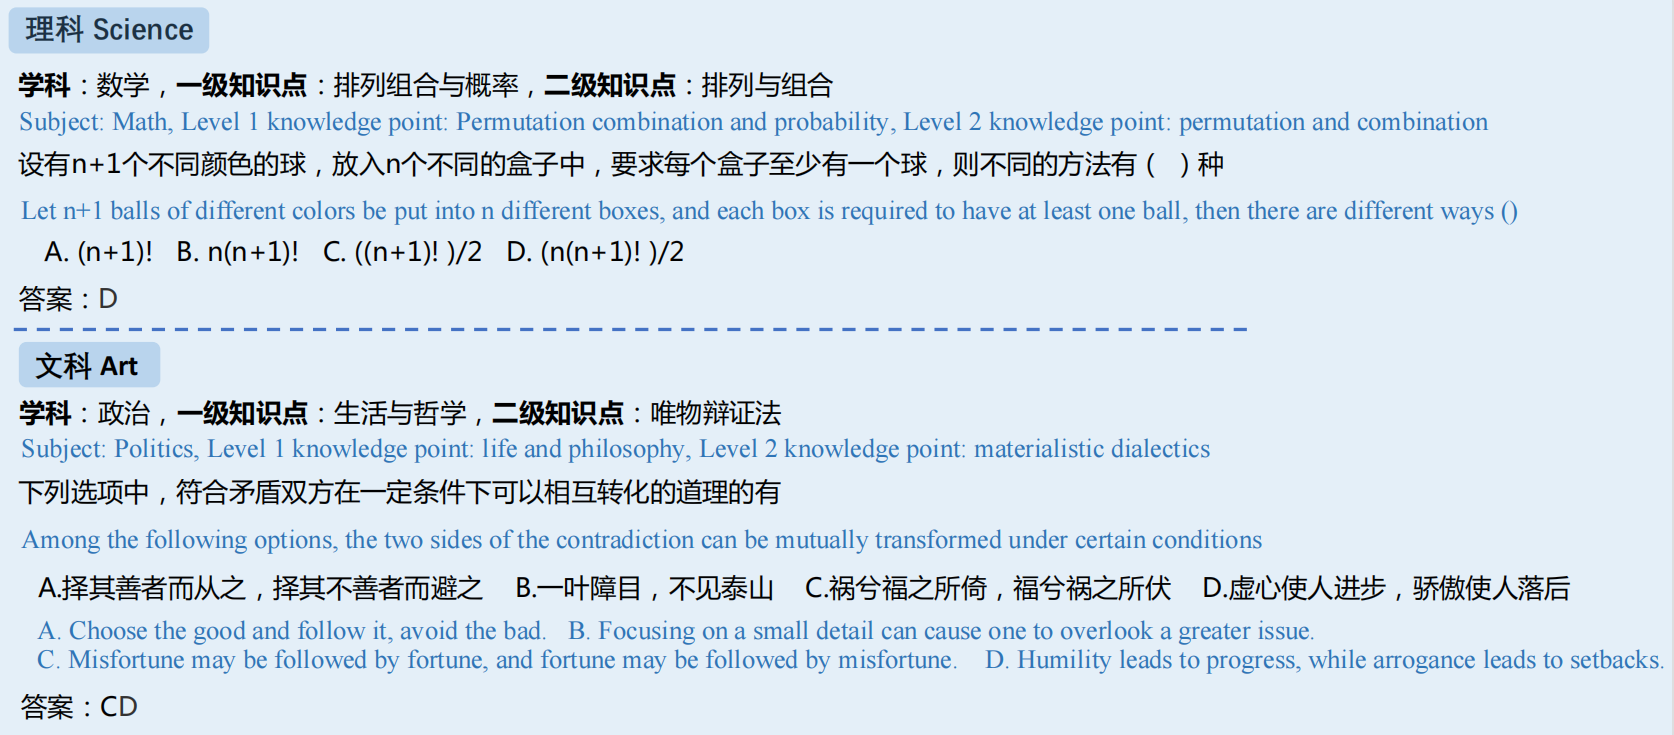 理科 Science
学科：数学，一级知识点：排列组合与概率，二级知识点：排列与组合
Subject: Math, Level 1 knowledge point: Permutation combination and probability, Level 2 knowledge point: permutation and combination
设有n+1个不同颜色的球，放入n个不同的盒子中，要求每个盒子至少有一个球，则不同的方法有（  ）种
Let n+1 balls of different colors be put into n different boxes, and each box is required to have at least one ball, then there are different ways ()
A. (n+1)!   B. n(n+1)!   C. ((n+1)! )/2   D. (n(n+1)! )/2
答案：D
文科 Art
学科：政治，一级知识点：生活与哲学，二级知识点：唯物辩证法
Subject: Politics, Level 1 knowledge point: life and philosophy, Level 2 knowledge point: materialistic dialectics
下列选项中，符合矛盾双方在一定条件下可以相互转化的道理的有
Among the following options, the two sides of the contradiction can be mutually transformed under certain conditions
A.择其善者而从之，择其不善者而避之   B.一叶障目，不见泰山   C.祸兮福之所倚，福兮祸之所伏   D.虚心使人进步，骄傲使人落后
A. Choose the good and follow it, avoid the bad.   B. Focusing on a small detail can cause one to overlook a greater issue.
C. Misfortune may be followed by fortune, and fortune may be followed by misfortune.   D. Humility leads to progress, while arrogance leads to setbacks.
答案：CD